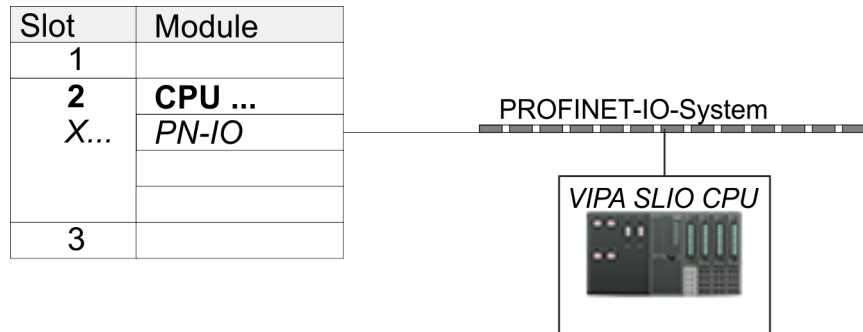 Slot Module
1
2 CPU ...
X... PN-IO
3
PROFINET-IO-System
VIPA SLIO CPU